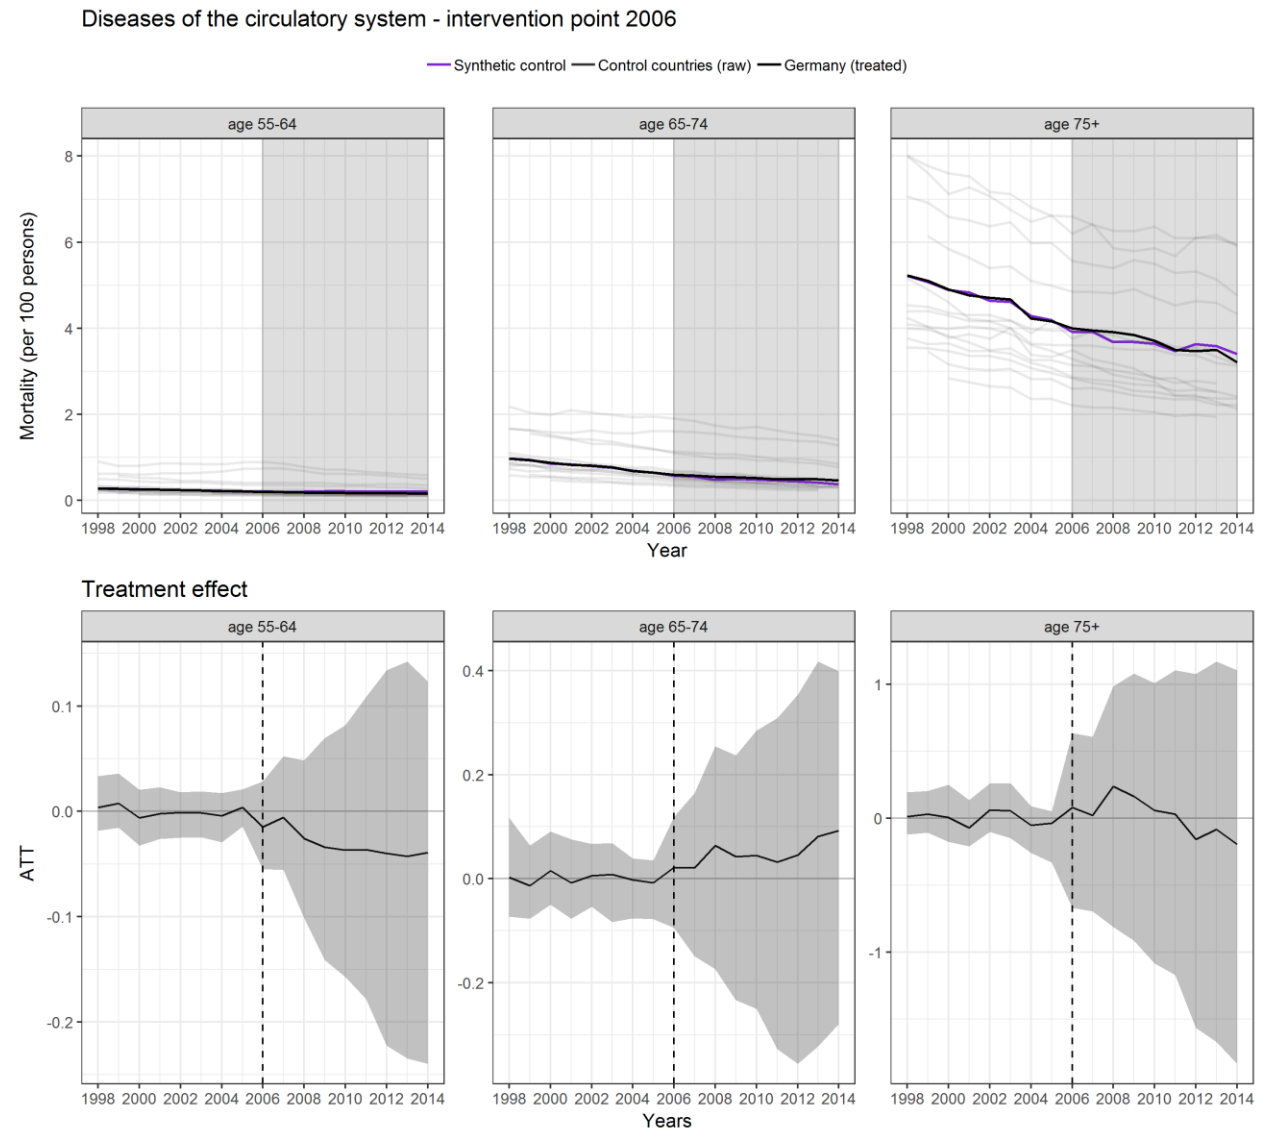 Diseases of the circulatory system - intervention point 2006
Synthetic control Control countries (raw) Germany (treated)
age 55-64 age 65-74 age 75+
Mortality (per 100 persons)
8
6
4
2
0
1998 2000 2002 2004 2006 2008 2010 2012 2014 1998 2000 2002 2004 2006 2008 2010 2012 2014 1998 2000 2002 2004 2006 2008 2010 2012 2014
Year
Treatment effect
age 55-64 age 65-74 age 75+
ATT
0.1
0.0
-0.1
-0.2
0.4
0.2
0.0
-0.2
1
0
-1
1998 2000 2002 2004 2006 2008 2010 2012 2014 1998 2000 2002 2004 2006 2008 2010 2012 2014 1998 2000 2002 2004 2006 2008 2010 2012 2014
Years